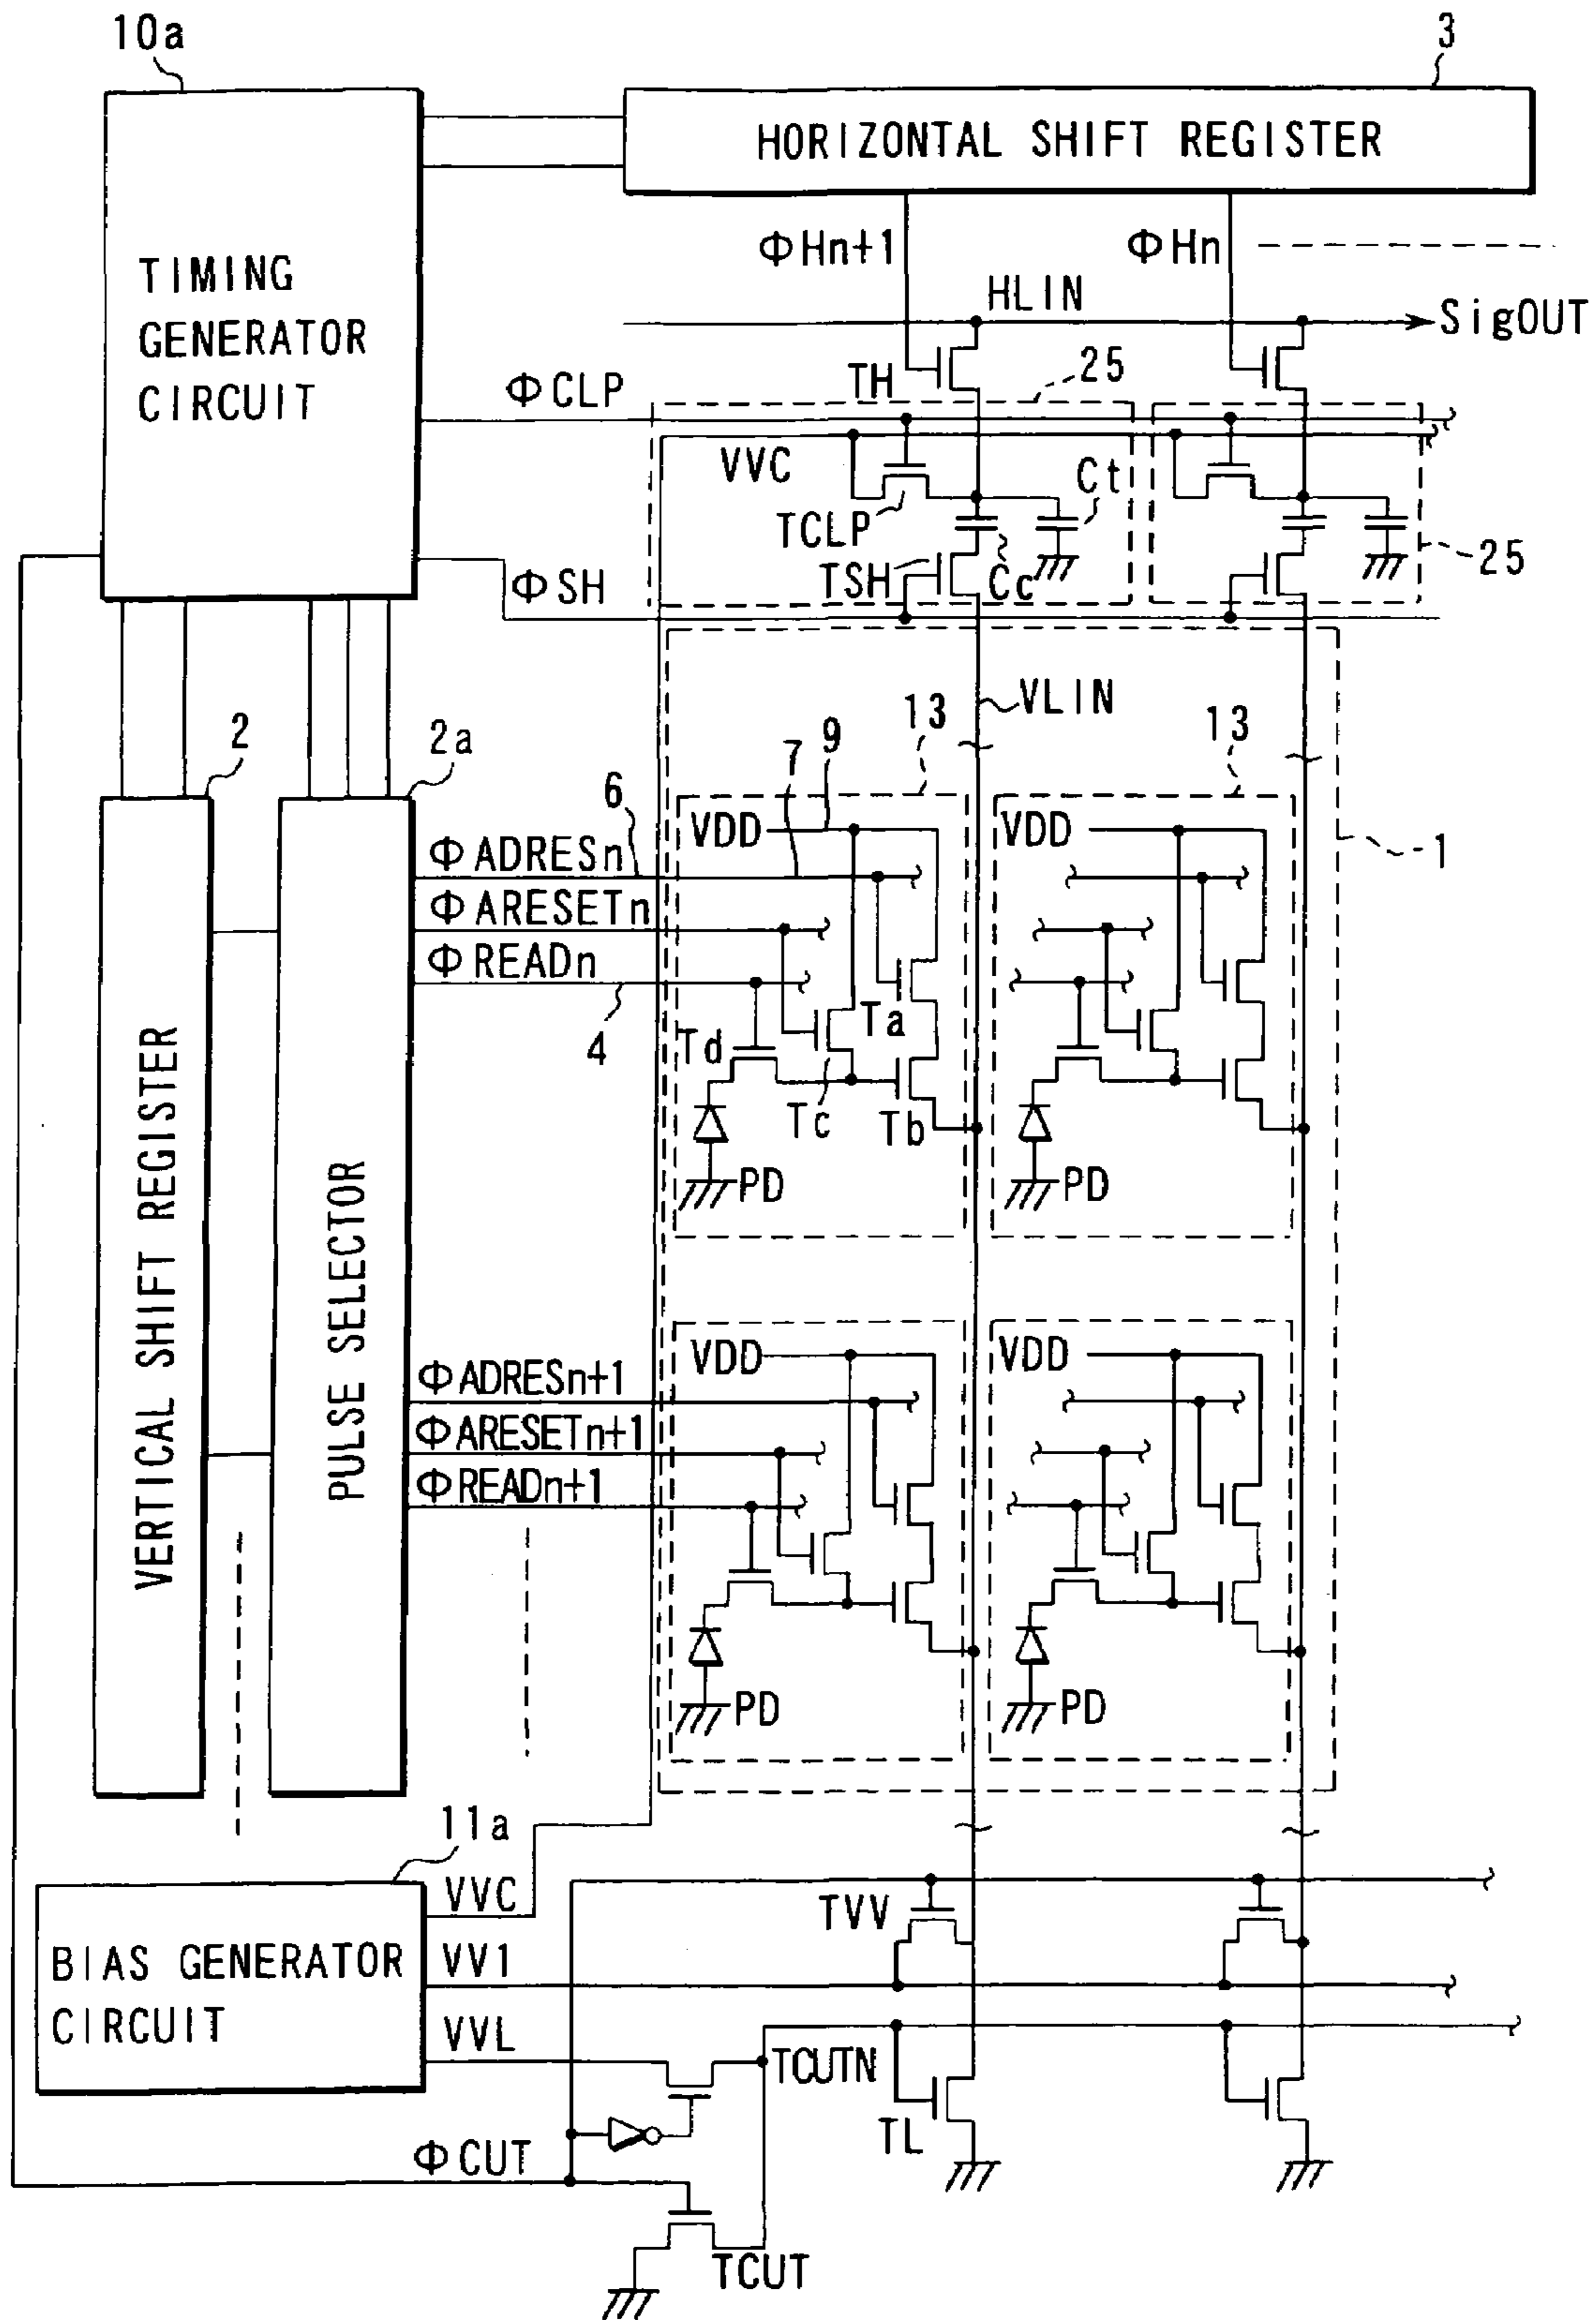 10a
3
HORIZONTAL SHIFT REGISTER
TIMING
GENERATOR
CIRCUIT
ΦHn+1
ΦHn
HLIN
SigOUT
TH
25
ΦCLP
VVC
Ct
TCLP
TSH
Cc
25
ΦSH
VLIN
13
13
2
2a
6
7
9
1
VDD
VDD
ΦADRESn
ΦARESETn
ΦREADn
4
Ta
Td
Tc
Tb
PD
PD
VERTICAL SHIFT REGISTER
PULSE SELECTOR
VDD
VDD
ΦADRESn+1
ΦARESETn+1
ΦREADn+1
PD
PD
11a
VVC
TVV
BIAS GENERATOR
CIRCUIT
VV1
VVL
TCUTN
TL
ΦCUT
TCUT